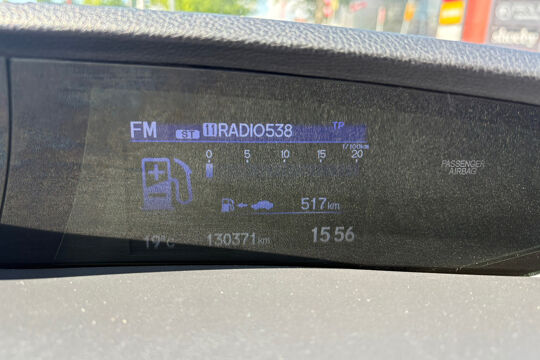 FM ST 11 RADIO538 TP
0 5 10 15 20 l/100km
517 km
PASSENGER
AIRBAG
19°C 130371 km 15 56